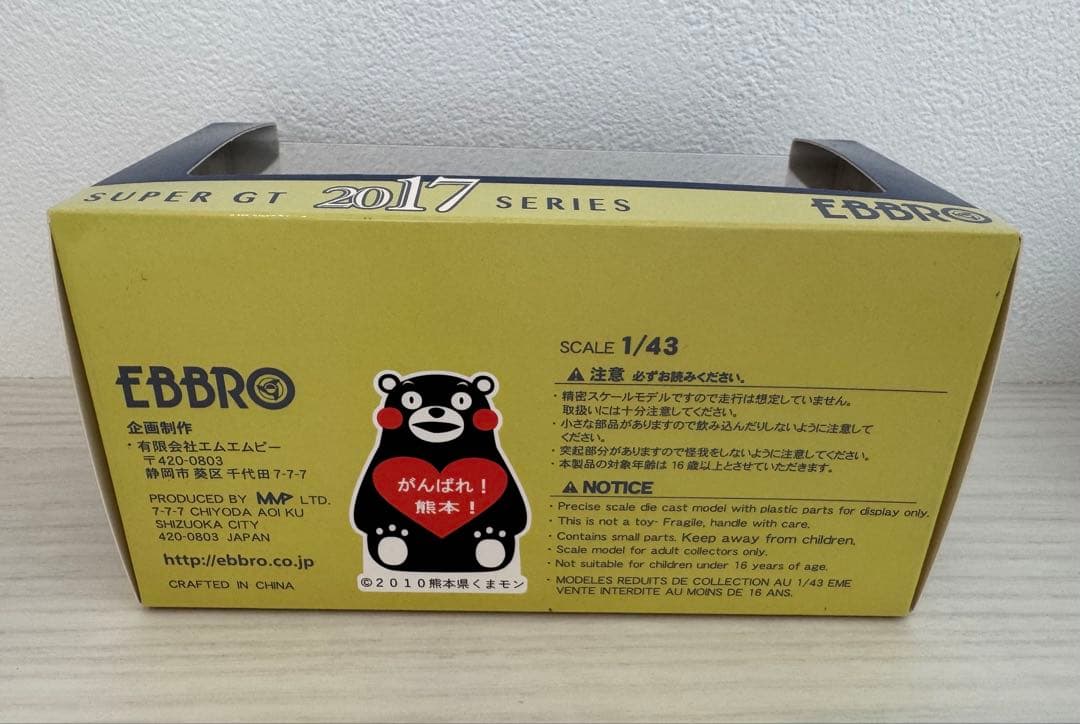 SUPER GT 2017 SERIES
EBBRO
EBBRO
企画制作
・有限会社エムエムピー
〒420-0803
静岡市 葵区 千代田 7-7-7
PRODUCED BY MMP LTD.
7-7-7 CHIYODA AOI KU
SHIZUOKA CITY
420-0803 JAPAN
http://ebbro.co.jp
CRAFTED IN CHINA
がんばれ！
熊本！
©2010熊本県くまモン
SCALE 1/43
注意 必ずお読みください。
・精密スケールモデルですので走行は想定していません。
取扱いには十分注意してください。
・小さな部品がありますので飲み込んだりしないように注意して
ください。
・突起部分がありますので怪我をしないように注意してください。
・本製品の対象年齢は 16 歳以上とさせていただきます。
NOTICE
・Precise scale die cast model with plastic parts for display only.
・This is not a toy- Fragile, handle with care.
・Contains small parts. Keep away from children.
・Scale model for adult collectors only.
・Not suitable for children under 16 years of age.
・MODELES REDUITS DE COLLECTION AU 1/43 EME
VENTE INTERDITE AU MOINS DE 16 ANS.